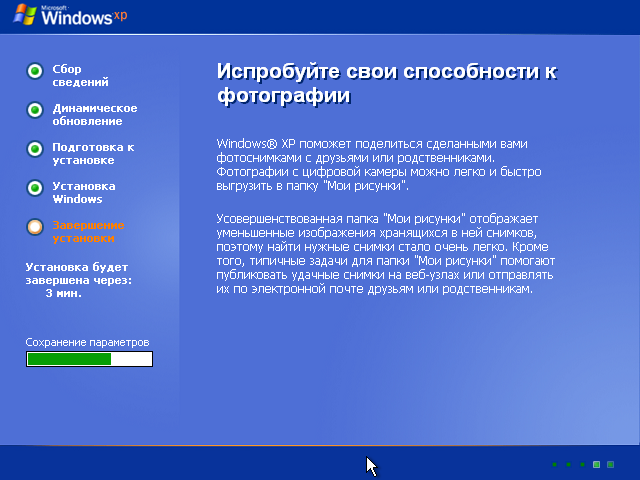 Microsoft
Windows xp
Сбор
сведений
Динамическое
обновление
Подготовка к
установке
Установка
Windows
Завершение
установки
Установка будет
завершена через:
3 мин.
Сохранение параметров
Испробуйте свои способности к
фотографии
Windows® XP поможет поделиться сделанными вами
фотоснимками с друзьями или родственниками.
Фотографии с цифровой камеры можно легко и быстро
выгрузить в папку "Мои рисунки".
Усовершенствованная папка "Мои рисунки" отображает
уменьшенные изображения хранящихся в ней снимков,
поэтому найти нужные снимки стало очень легко. Кроме
того, типичные задачи для папки "Мои рисунки" помогают
публиковать удачные снимки на веб-узлах или отправлять
их по электронной почте друзьям или родственникам.